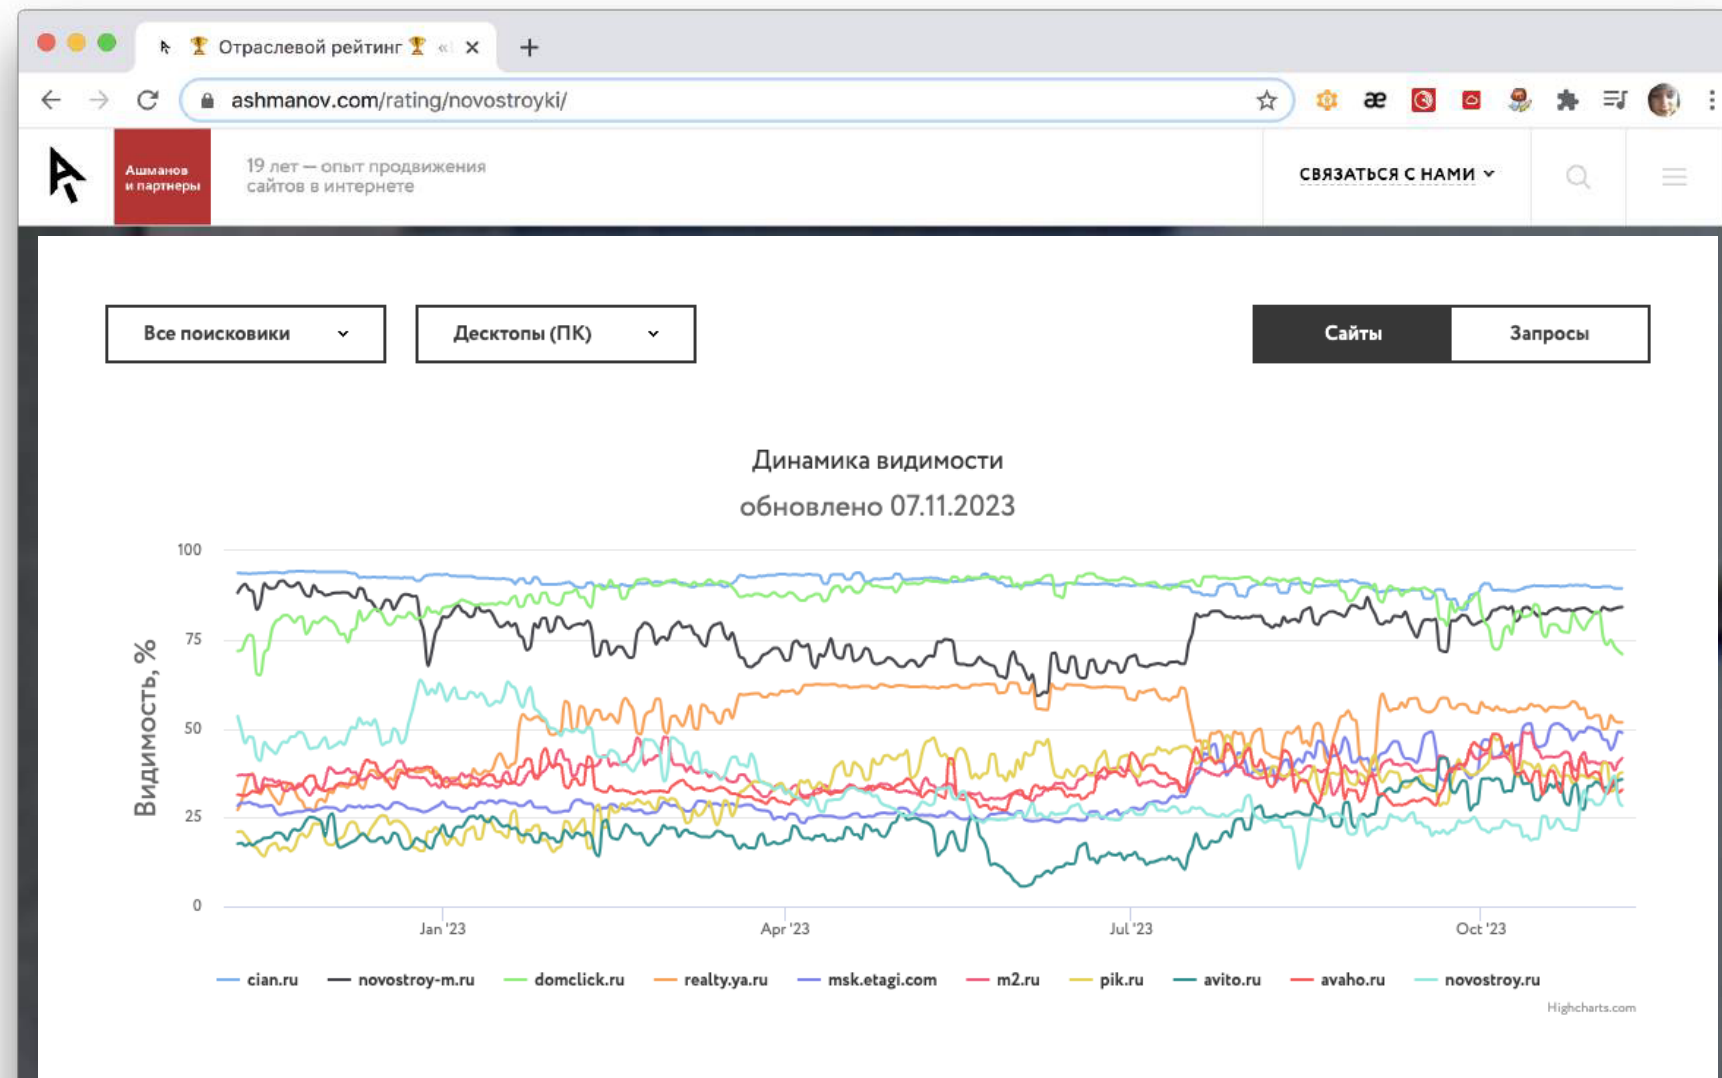 Отраслевой рейтинг
ashmanov.com/rating/novostroyki/
Ашманов
и партнеры
19 лет — опыт продвижения
сайтов в интернете
СВЯЗАТЬСЯ С НАМИ
Все поисковики
Десктопы (ПК)
Сайты
Запросы
Динамика видимости
обновлено 07.11.2023
Видимость, %
100
75
50
25
0
Jan '23
Apr '23
Jul '23
Oct '23
cian.ru
novostroy-m.ru
domclick.ru
realty.ya.ru
msk.etagi.com
m2.ru
pik.ru
avito.ru
avaho.ru
novostroy.ru
Highcharts.com